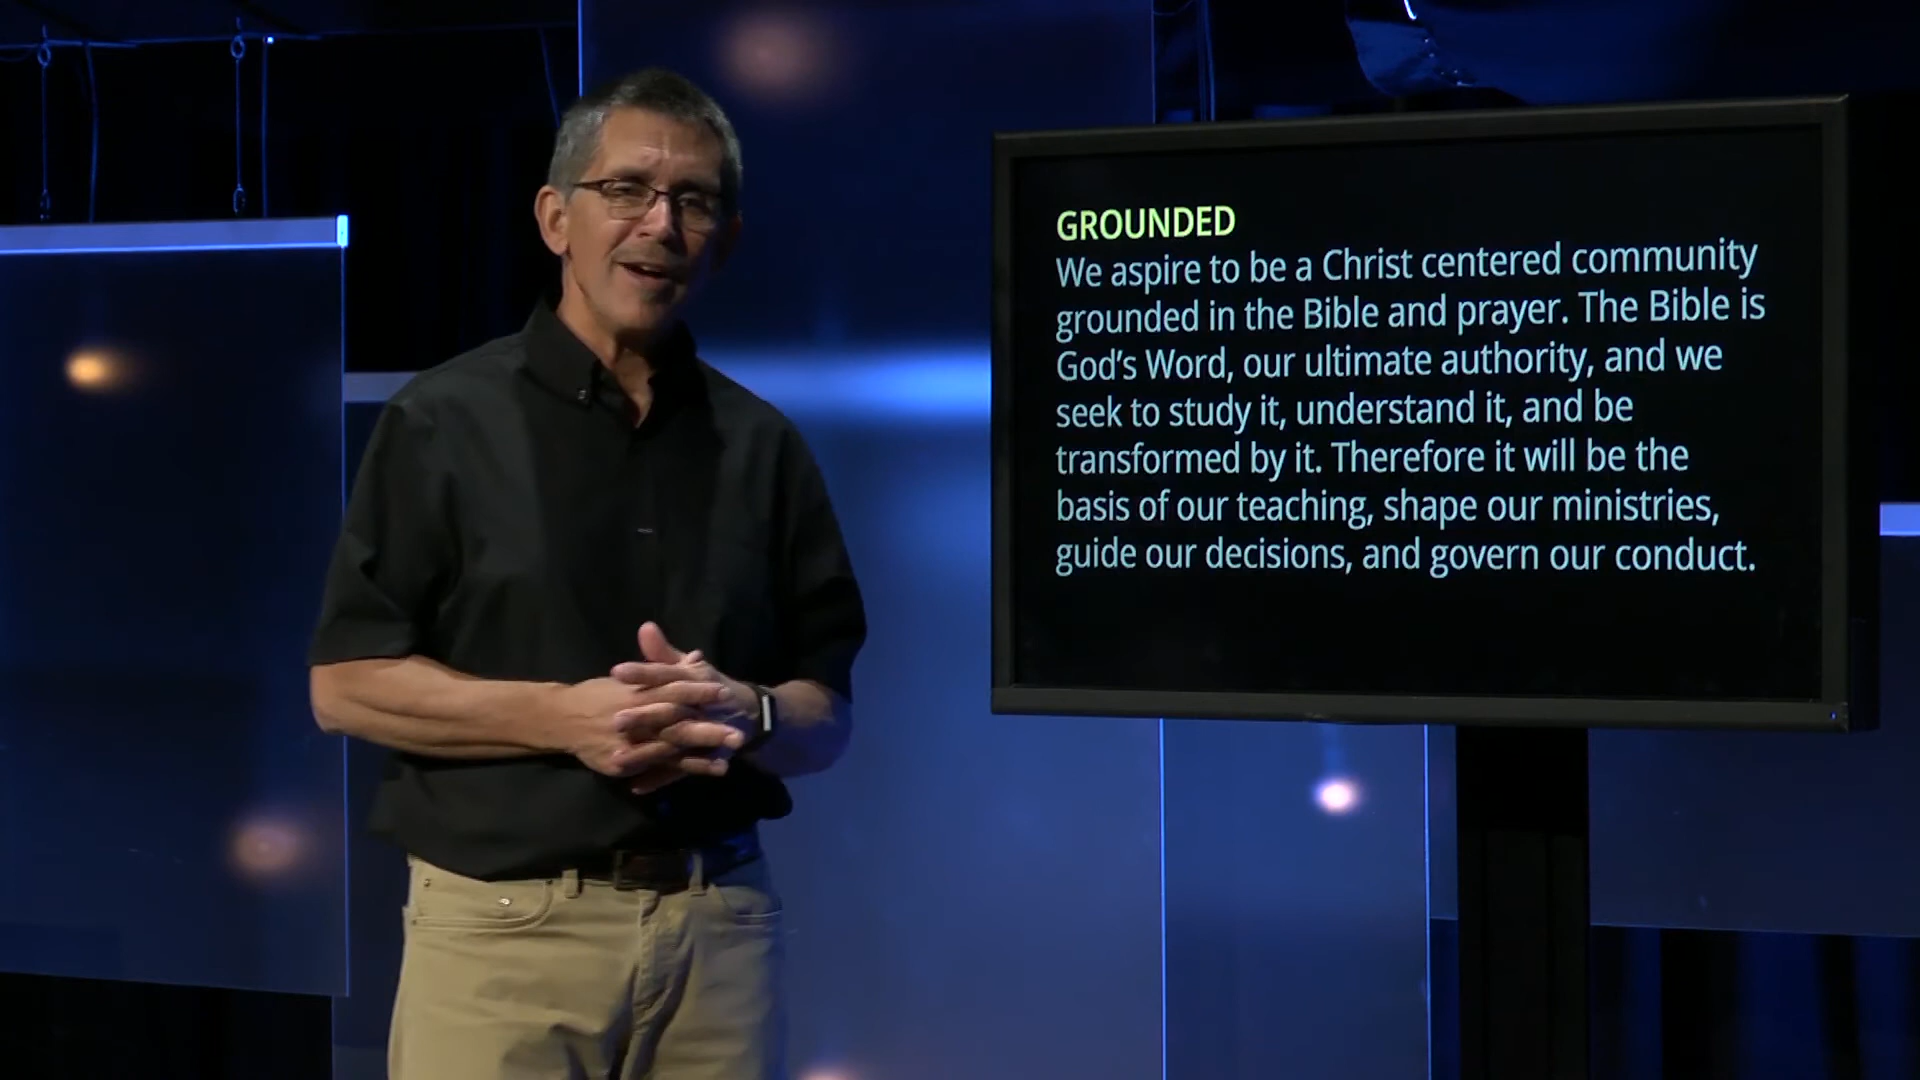 GROUNDED
We aspire to be a Christ centered community
grounded in the Bible and prayer. The Bible is
God's Word, our ultimate authority, and we
seek to study it, understand it, and be
transformed by it. Therefore it will be the
basis of our teaching, shape our ministries,
guide our decisions, and govern our conduct.